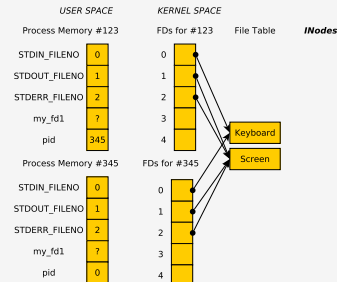 USER SPACE KERNEL SPACE
Process Memory #123 FDs for #123 File Table INodes
STDIN_FILENO 0 0
STDOUT_FILENO 1 1
STDERR_FILENO 2 2
my_fd1 ? 3
pid 345 4
Keyboard
Screen
Process Memory #345 FDs for #345
STDIN_FILENO 0 0
STDOUT_FILENO 1 1
STDERR_FILENO 2 2
my_fd1 ? 3
pid 0 4